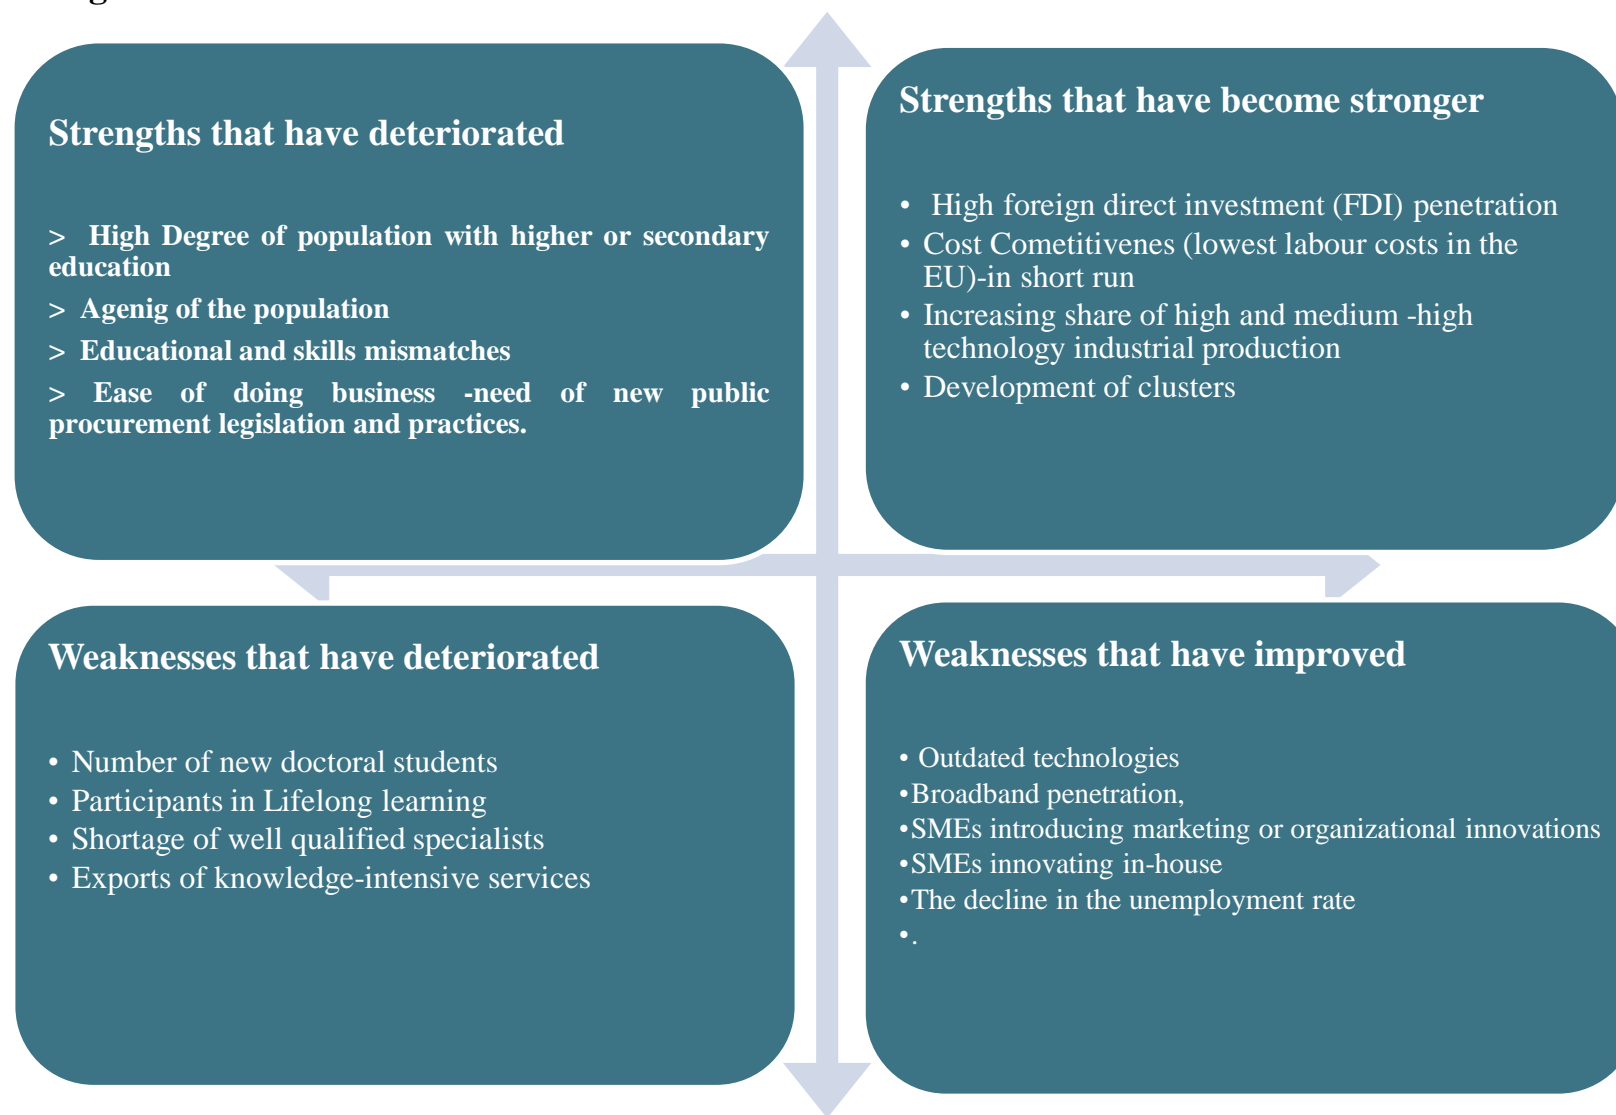 Strengths that have deteriorated
> High Degree of population with higher or secondary
education
> Agenig of the population
> Educational and skills mismatches
> Ease of doing business -need of new public
procurement legislation and practices.
Strengths that have become stronger
• High foreign direct investment (FDI) penetration
• Cost Cometitivenes (lowest labour costs in the
EU)-in short run
• Increasing share of high and medium -high
technology industrial production
• Development of clusters
Weaknesses that have deteriorated
• Number of new doctoral students
• Participants in Lifelong learning
• Shortage of well qualified specialists
• Exports of knowledge-intensive services
Weaknesses that have improved
• Outdated technologies
•Broadband penetration,
•SMEs introducing marketing or organizational innovations
•SMEs innovating in-house
•The decline in the unemployment rate
•.